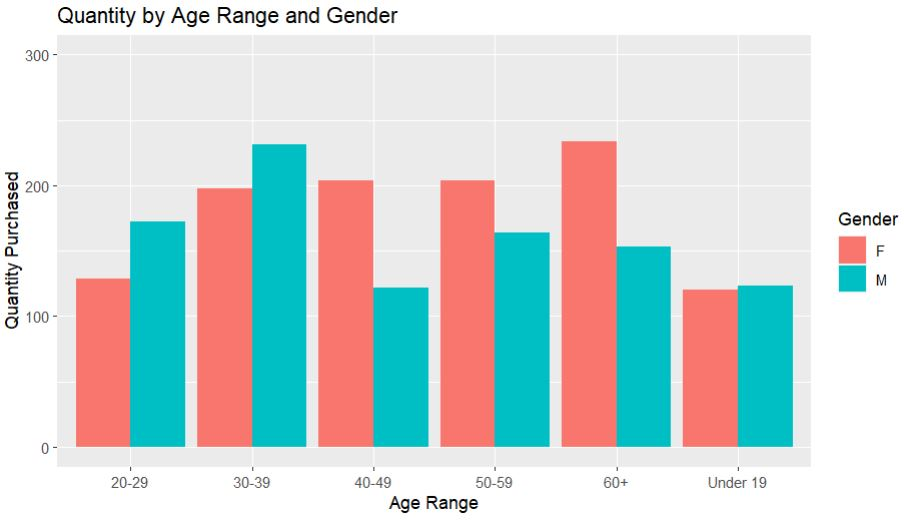 Quantity by Age Range and Gender
300
200
100
0
Quantity Purchased
20-29
30-39
40-49
50-59
60+
Under 19
Age Range
Gender
F
M